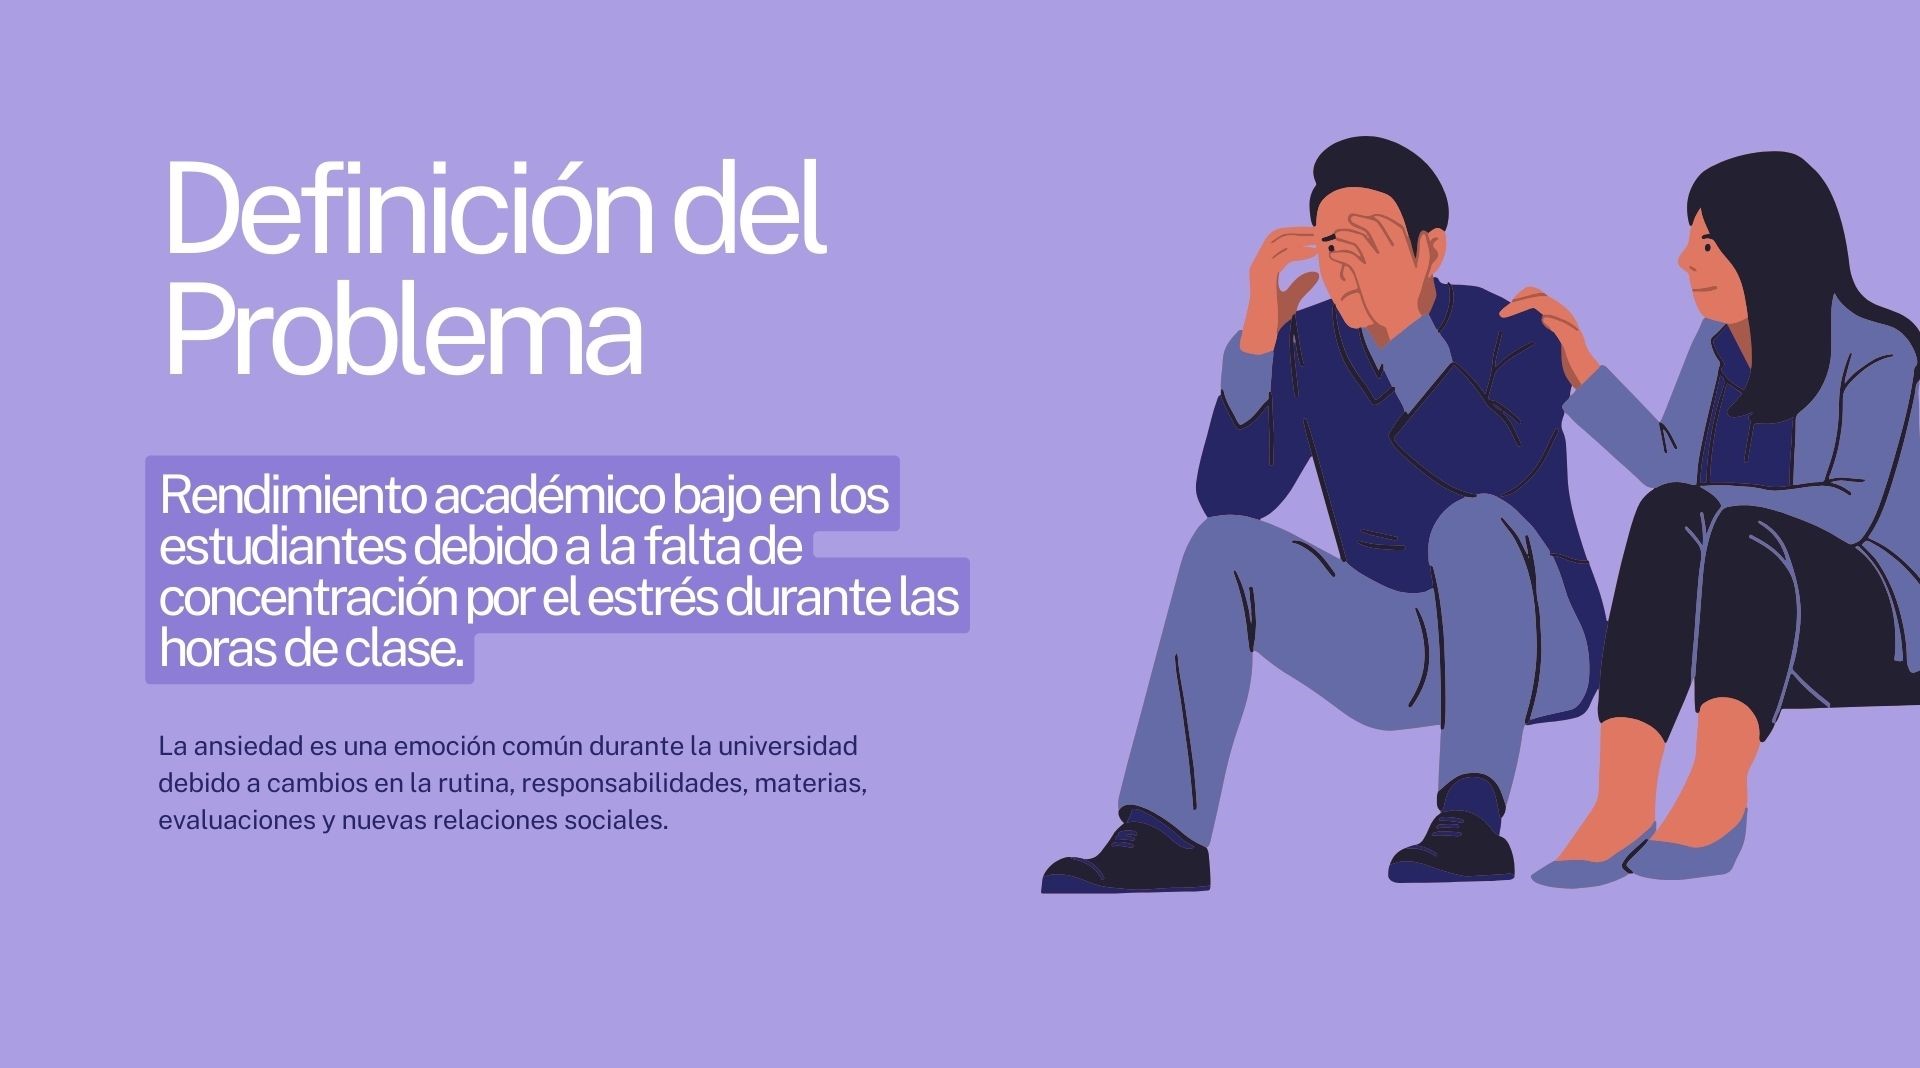 Definición del
Problema
Rendimiento académico bajo en los
estudiantes debido a la falta de
concentración por el estrés durante las
horas de clase.
La ansiedad es una emoción común durante la universidad
debido a cambios en la rutina, responsabilidades, materias,
evaluaciones y nuevas relaciones sociales.